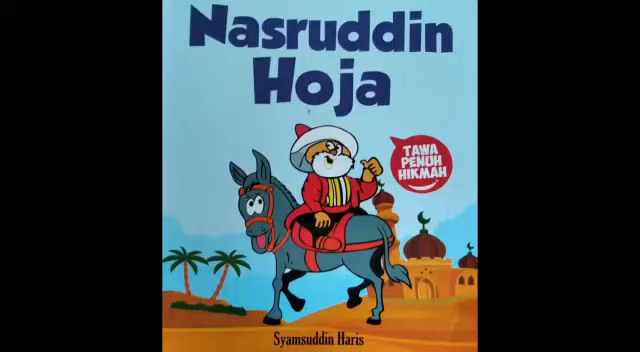 Nasruddin
Hoja
TAWA
PENUH
HIKMAH
Syamsuddin Haris